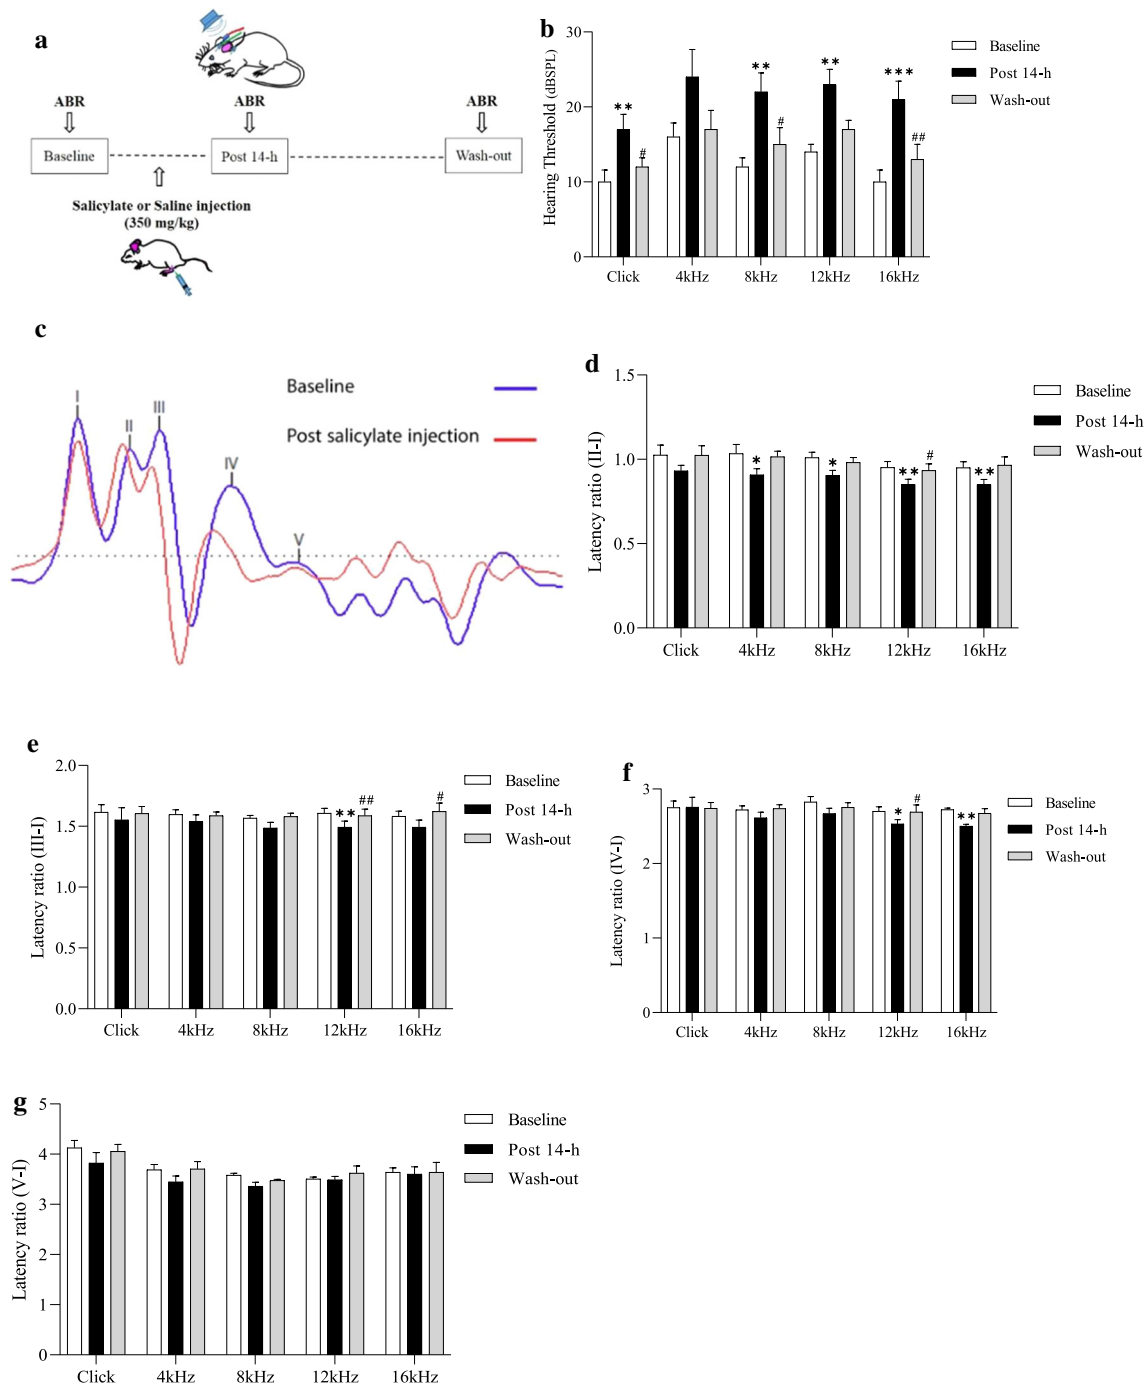 a
ABR
ABR
ABR
Baseline
Post 14-h
Wash-out
Salicylate or Saline injection
(350 mg/kg)
b
Hearing Threshold (dBSPL)
30
20
10
0
**
#
**
#
**
***
##
Click
4kHz
8kHz
12kHz
16kHz
Baseline
Post 14-h
Wash-out
c
I
II
III
IV
V
Baseline
Post salicylate injection
d
Latency ratio (II-I)
1.5
1.0
0.5
0.0
*
*
**
#
**
Click
4kHz
8kHz
12kHz
16kHz
Baseline
Post 14-h
Wash-out
e
Latency ratio (III-I)
2.0
1.5
1.0
0.5
0.0
**
##
#
Click
4kHz
8kHz
12kHz
16kHz
Baseline
Post 14-h
Wash-out
f
Latency ratio (IV-I)
3
2
1
0
*
#
**
Click
4kHz
8kHz
12kHz
16kHz
Baseline
Post 14-h
Wash-out
g
Latency ratio (V-I)
5
4
3
2
1
0
Click
4kHz
8kHz
12kHz
16kHz
Baseline
Post 14-h
Wash-out